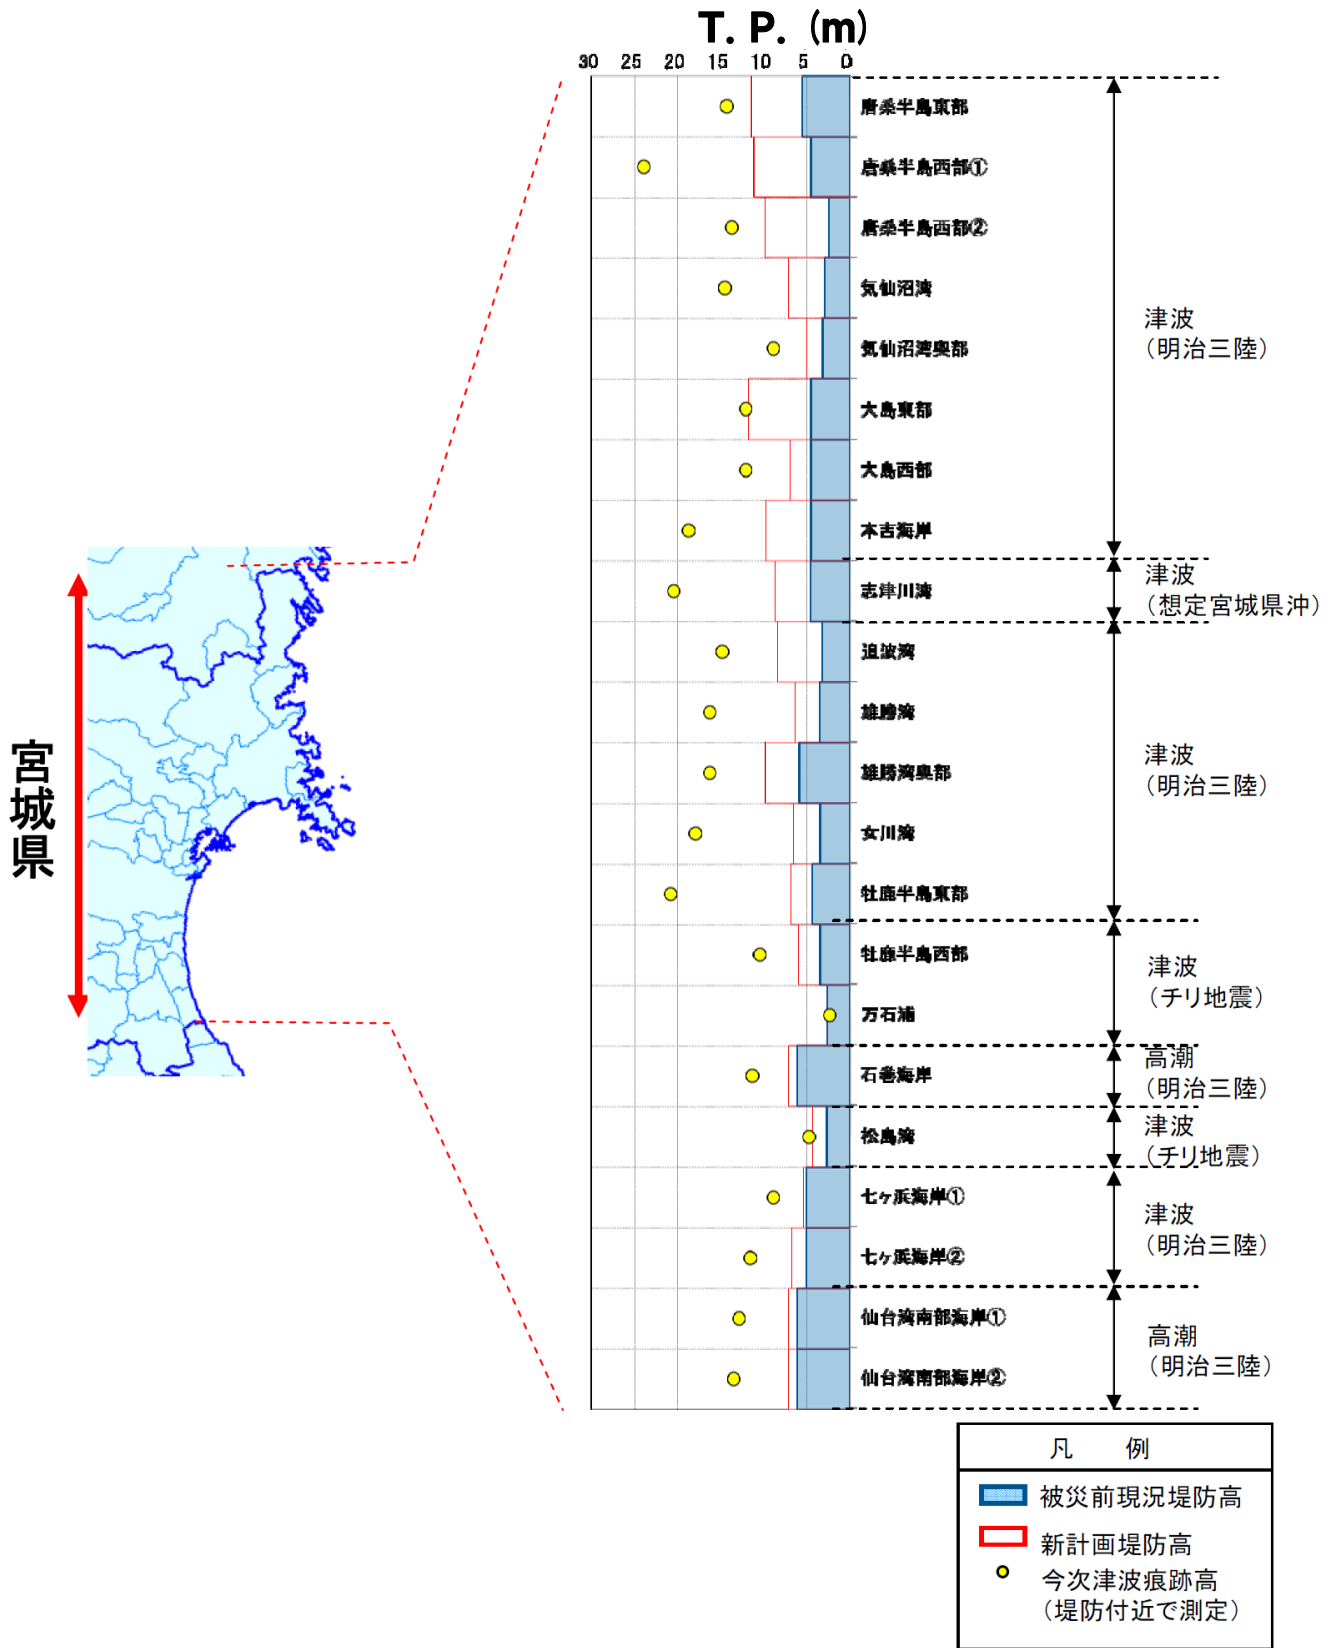 T. P. (m)
30 25 20 15 10 5 0
唐桑半島東部
唐桑半島西部①
唐桑半島西部②
気仙沼湾
気仙沼湾奥部
大島東部
大島西部
本吉海岸
志津川湾
追波湾
雄勝湾
雄勝湾奥部
女川湾
牡鹿半島東部
牡鹿半島西部
万石浦
石巻海岸
松島湾
七ヶ浜海岸①
七ヶ浜海岸②
仙台湾南部海岸①
仙台湾南部海岸②
津波
（明治三陸）
津波
（想定宮城県沖）
津波
（明治三陸）
津波
（チリ地震）
高潮
（明治三陸）
津波
（チリ地震）
津波
（明治三陸）
高潮
（明治三陸）
宮城県
凡 例
被災前現況堤防高
新計画堤防高
今次津波痕跡高
（堤防付近で測定）